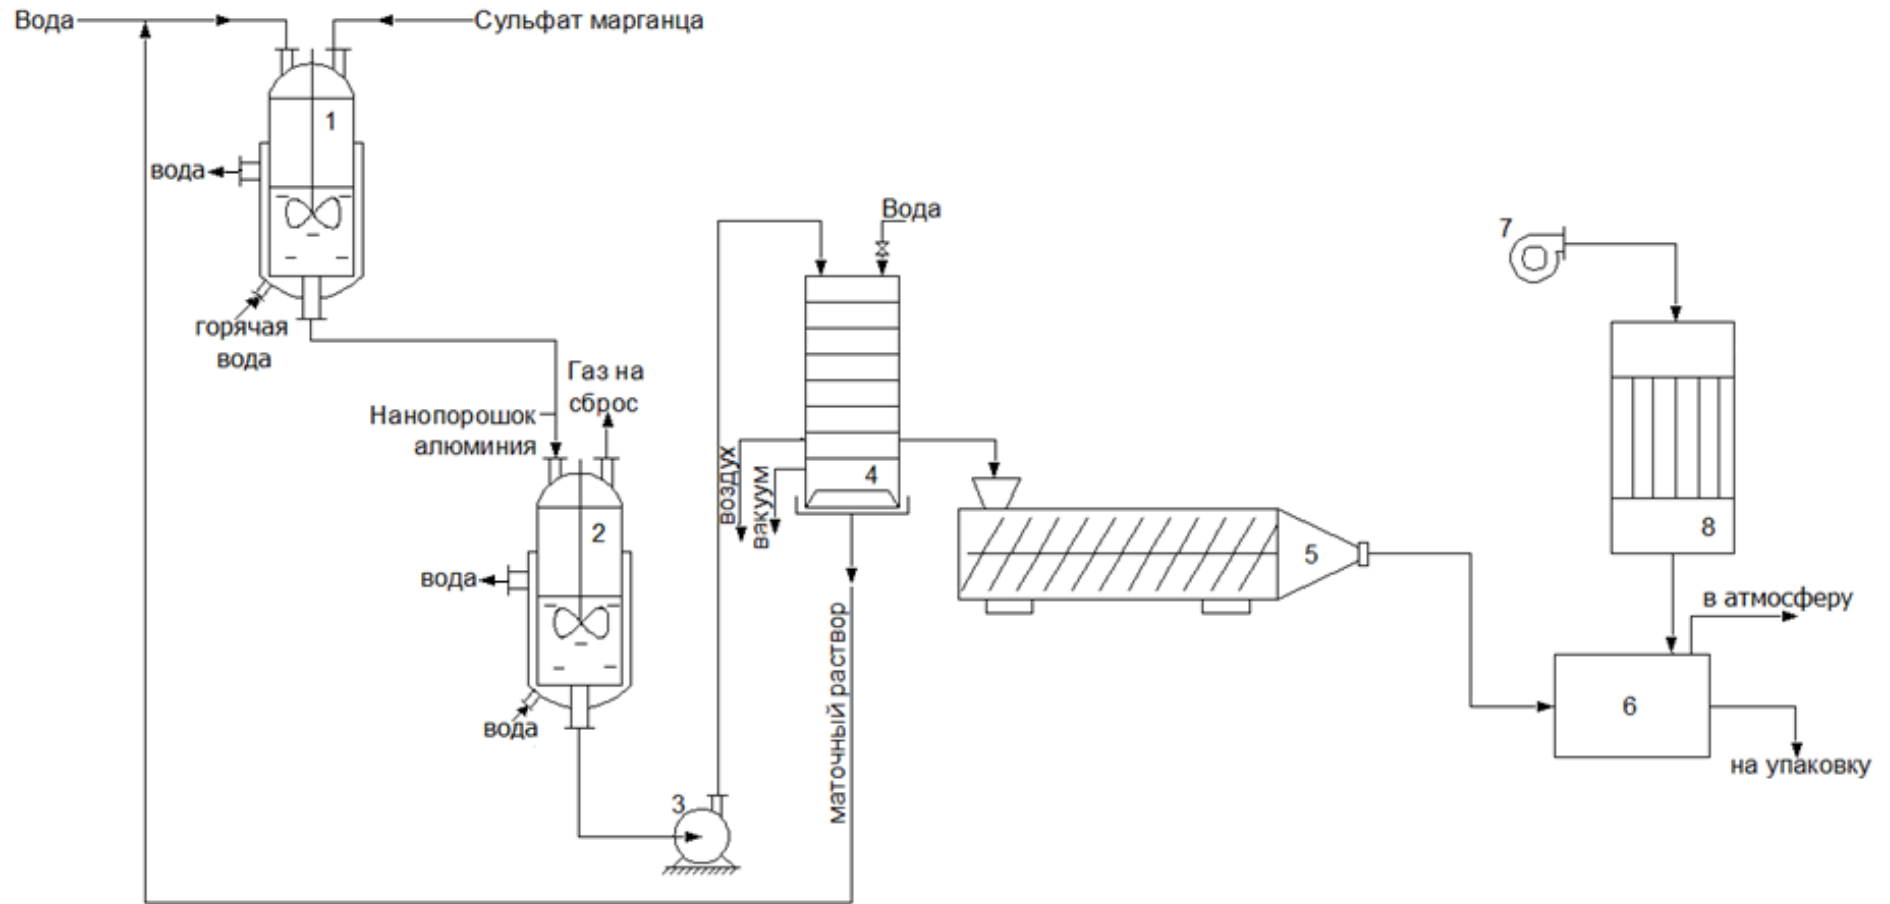 Вода
Сульфат марганца
1
вода
горячая
вода
Газ на
сброс
Нанопорошок
алюминия
2
вода
вода
3
Вода
воздух
вакуум
4
маточный раствор
5
7
8
в атмосферу
6
на упаковку